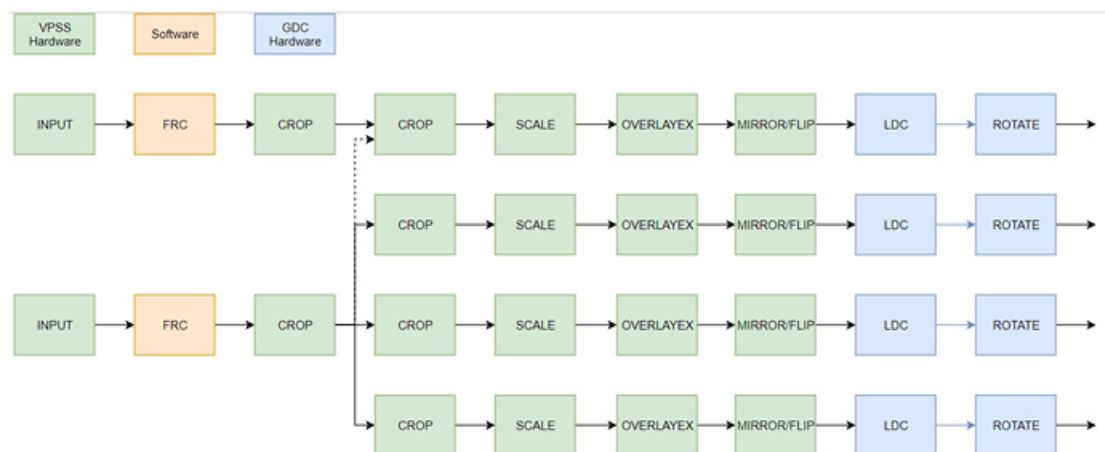 VPSS
Hardware
Software
GDC
Hardware
INPUT
FRC
CROP
CROP
SCALE
OVERLAYEX
MIRROR/FLIP
LDC
ROTATE
CROP
SCALE
OVERLAYEX
MIRROR/FLIP
LDC
ROTATE
INPUT
FRC
CROP
CROP
SCALE
OVERLAYEX
MIRROR/FLIP
LDC
ROTATE
CROP
SCALE
OVERLAYEX
MIRROR/FLIP
LDC
ROTATE